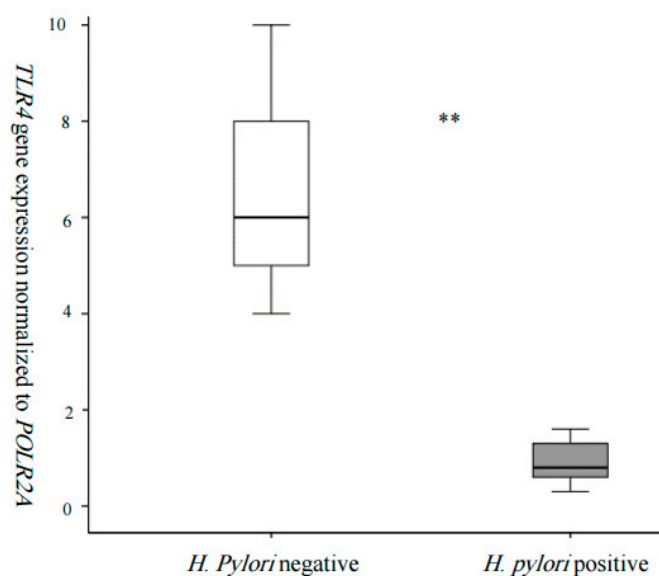 TLR4 gene expression normalized to POLR2A
10
8
6
4
2
0
**
H. Pylori negative
H. pylori positive